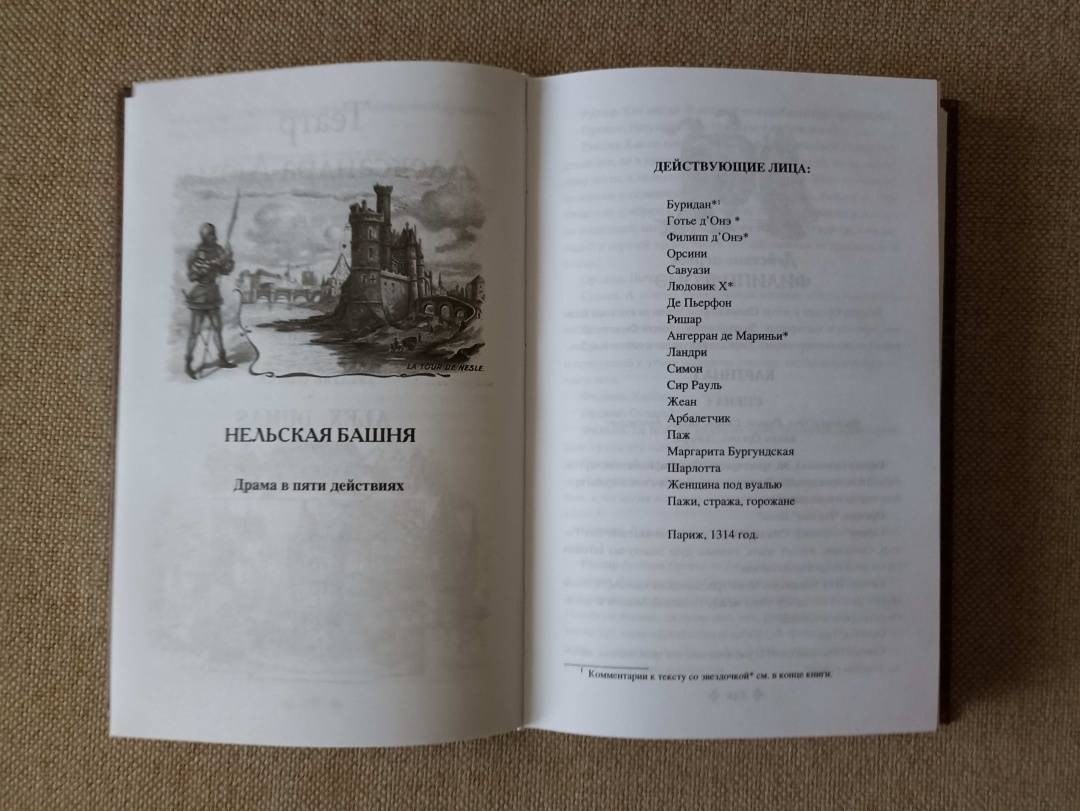 LA TOUR DE NESLE
НЕЛЬСКАЯ БАШНЯ
Драма в пяти действиях
ДЕЙСТВУЮЩИЕ ЛИЦА:
Буридан*¹
Готье д’Онэ *
Филипп д’Онэ*
Орсини
Савуази
Людовик X*
Де Пьерфон
Ришар
Ангерран де Мариньи*
Ландри
Симон
Сир Рауль
Жеан
Арбалетчик
Паж
Маргарита Бургундская
Шарлотта
Женщина под вуалью
Пажи, стража, горожане
Париж, 1314 год.
¹ Комментарии к тексту со звездочкой* см. в конце книги.